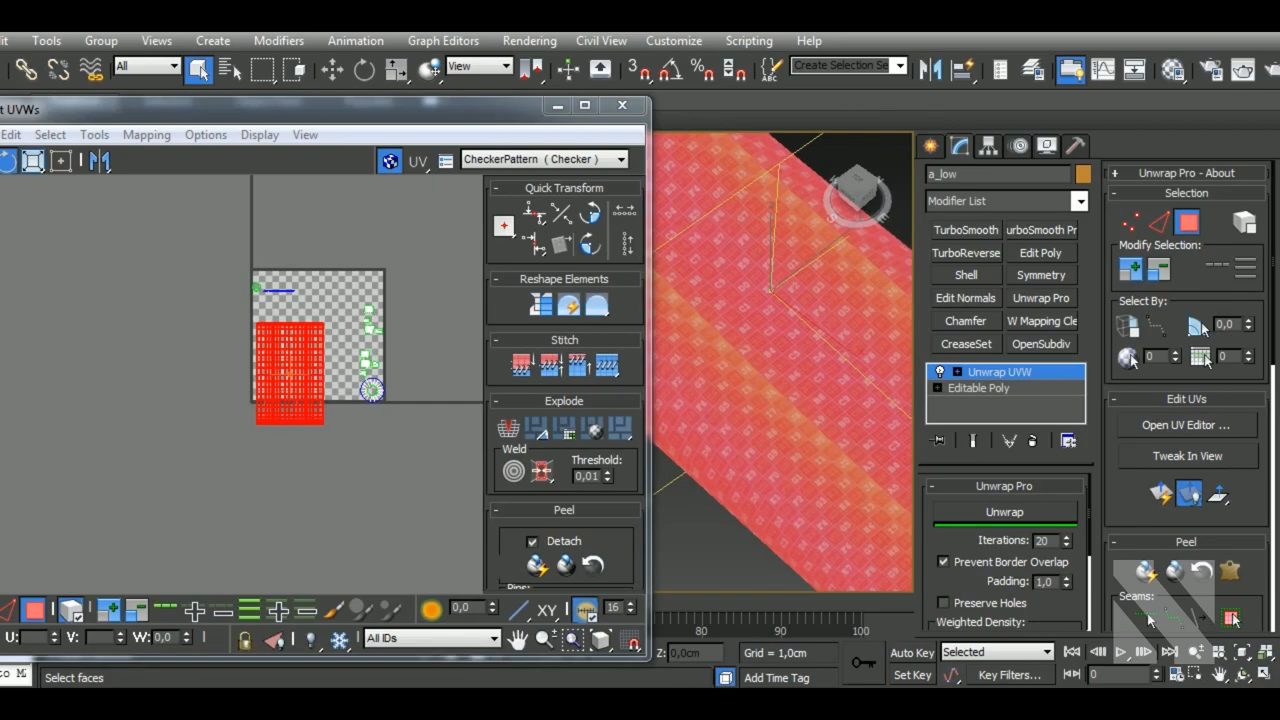 it Tools Group Views Create Modifiers Animation Graph Editors Rendering Civil View Customize Scripting Help
All View 3 % ABC Create Selection Se
t UVWs
Edit Select Tools Mapping Options Display View
UV CheckerPattern ( Checker )
Quick Transform
Reshape Elements
Stitch
Explode
Weld
Threshold:
0,01
Peel
Detach
0,0 XY 16
U: V: W: 0,0 All IDs
Select faces
80 90 100
Z: 0,0cm Grid = 1,0cm
Add Time Tag
Auto Key Selected
Set Key Key Filters... 0
a_low
Modifier List
TurboSmooth urboSmooth Pr
TurboReverse Edit Poly
Shell Symmetry
Edit Normals Unwrap Pro
Chamfer W Mapping Cle
CreaseSet OpenSubdiv
Unwrap UVW
Editable Poly
Unwrap Pro
Unwrap
Iterations: 20
Prevent Border Overlap
Padding: 1,0
Preserve Holes
Weighted Density:
Unwrap Pro - About
Selection
Modify Selection:
Select By:
0,0
0 0
Edit UVs
Open UV Editor ...
Tweak In View
Peel
Seams: